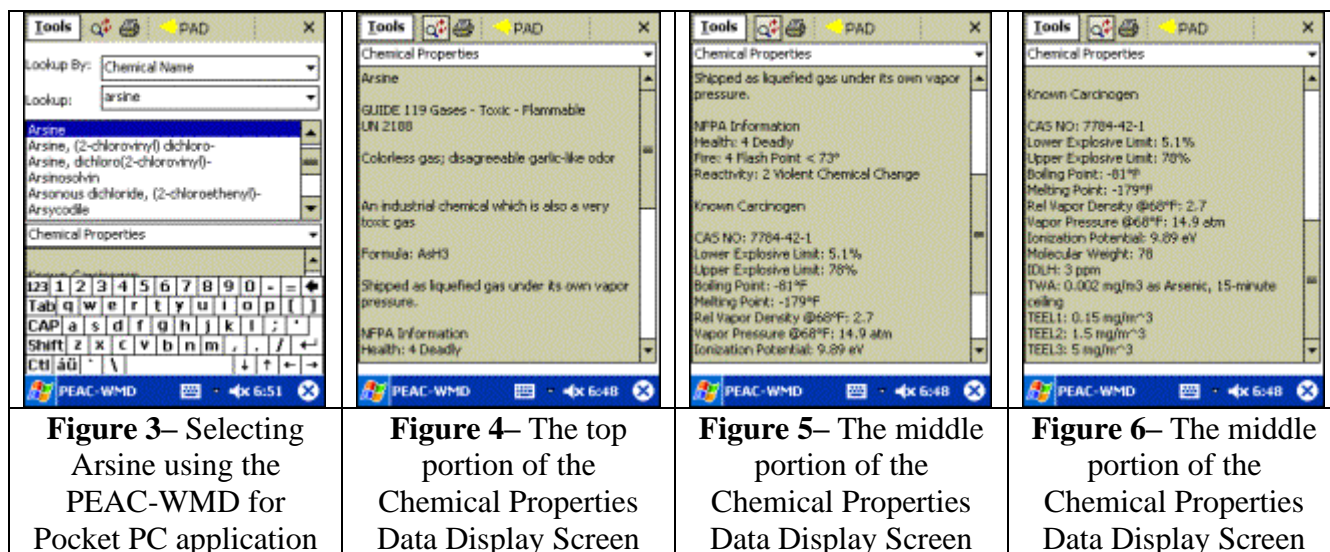 Tools PAD ×
Lookup By: Chemical Name
Lookup: arsine
Arsine
Arsine, (2-chlorovinyl) dichloro-
Arsine, dichloro(2-chlorovinyl)-
Arsinosolvin
Arsonous dichloride, (2-chloroethenyl)-
Arsycodile
Chemical Properties
Known Carcinogen
123 1 2 3 4 5 6 7 8 9 0 - =
Tab q w e r t y u i o p [ ]
CAP a s d f g h j k l ; '
Shift z x c v b n m , . /
Ctl áü ` \
PEAC-WMD 6:51
Figure 3– Selecting
Arsine using the
PEAC-WMD for
Pocket PC application
Tools PAD ×
Chemical Properties
Arsine
GUIDE 119 Gases - Toxic - Flammable
UN 2188
Colorless gas; disagreeable garlic-like odor
An industrial chemical which is also a very
toxic gas
Formula: AsH3
Shipped as liquefied gas under its own vapor
pressure.
NFPA Information
Health: 4 Deadly
PEAC-WMD 6:48
Figure 4– The top
portion of the
Chemical Properties
Data Display Screen
Tools PAD ×
Chemical Properties
Shipped as liquefied gas under its own vapor
pressure.
NFPA Information
Health: 4 Deadly
Fire: 4 Flash Point < 73°
Reactivity: 2 Violent Chemical Change
Known Carcinogen
CAS NO: 7784-42-1
Lower Explosive Limit: 5.1%
Upper Explosive Limit: 78%
Boiling Point: -81°F
Melting Point: -179°F
Rel Vapor Density @68°F: 2.7
Vapor Pressure @68°F: 14.9 atm
Ionization Potential: 9.89 eV
PEAC-WMD 6:48
Figure 5– The middle
portion of the
Chemical Properties
Data Display Screen
Tools PAD ×
Chemical Properties
Known Carcinogen
CAS NO: 7784-42-1
Lower Explosive Limit: 5.1%
Upper Explosive Limit: 78%
Boiling Point: -81°F
Melting Point: -179°F
Rel Vapor Density @68°F: 2.7
Vapor Pressure @68°F: 14.9 atm
Ionization Potential: 9.89 eV
Molecular Weight: 78
IDLH: 3 ppm
TWA: 0.002 mg/m3 as Arsenic, 15-minute
ceiling
TEEL1: 0.15 mg/m^3
TEEL2: 1.5 mg/m^3
TEEL3: 5 mg/m^3
PEAC-WMD 6:48
Figure 6– The middle
portion of the
Chemical Properties
Data Display Screen